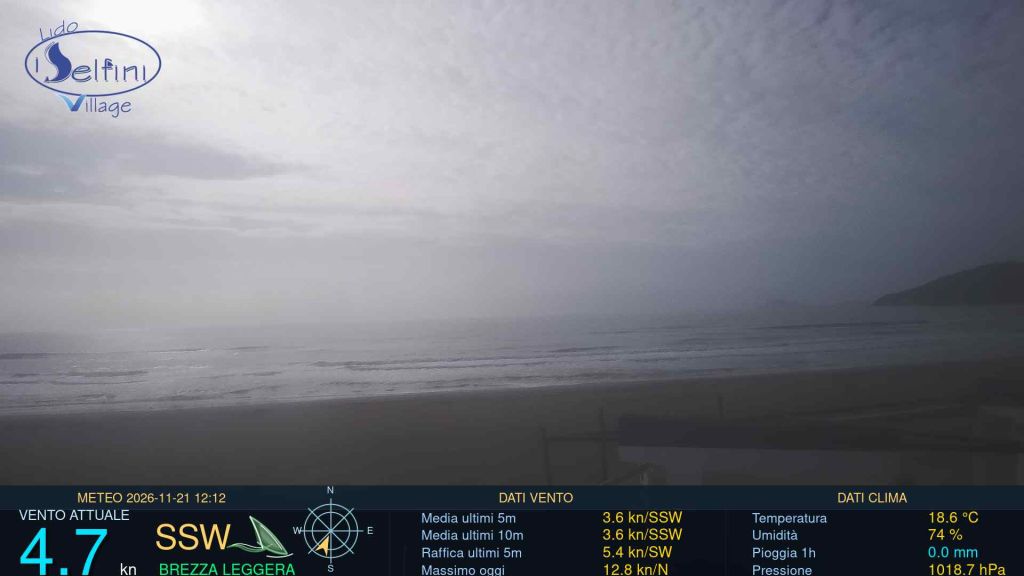 Lido
i Delfini
Village
METEO 2026-11-21 12:12
VENTO ATTUALE
4.7 kn
SSW
BREZZA LEGGERA
N
W E
S
DATI VENTO
Media ultimi 5m 3.6 kn/SSW
Media ultimi 10m 3.6 kn/SSW
Raffica ultimi 5m 5.4 kn/SW
Massimo oggi 12.8 kn/N
DATI CLIMA
Temperatura 18.6 °C
Umidità 74 %
Pioggia 1h 0.0 mm
Pressione 1018.7 hPa